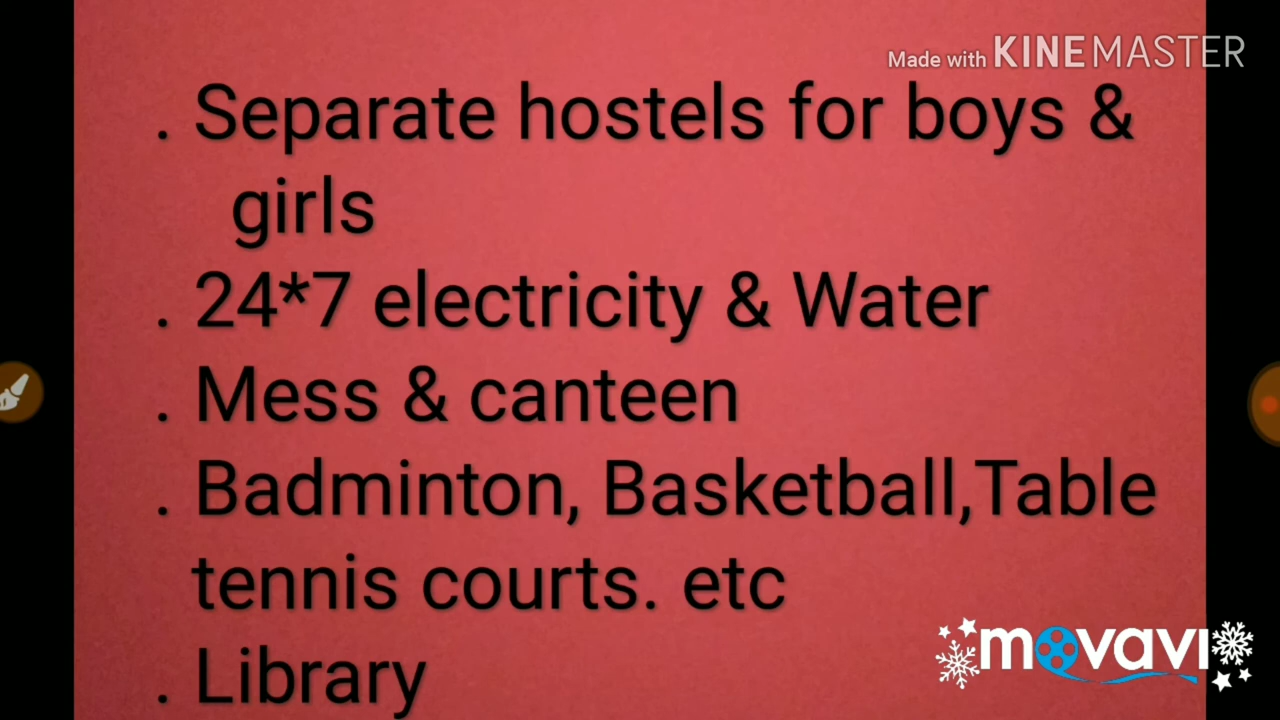 Made with KINEMASTER
. Separate hostels for boys &
girls
. 24*7 electricity & Water
. Mess & canteen
. Badminton, Basketball,Table
tennis courts. etc
. Library
movavi